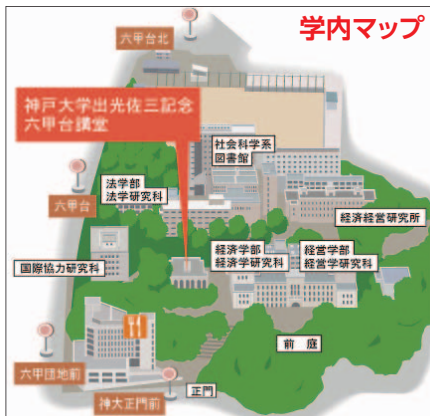 学内マップ
六甲台北
神戸大学出光佐三記念
六甲台講堂
社会科学系
図書館
法学部
法学研究科
六甲台
経済経営研究所
国際協力研究科
経済学部
経済学研究科
経営学部
経営学研究科
前庭
六甲団地前
神大正門前
正門